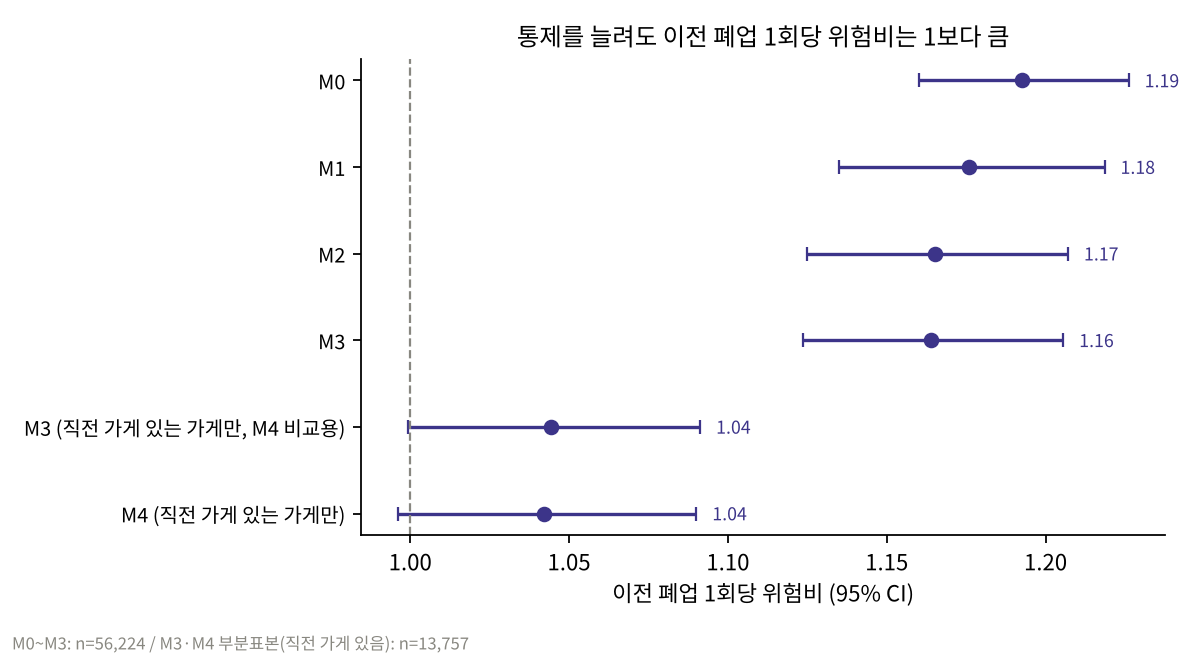 통제를 늘려도 이전 폐업 1회당 위험비는 1보다 큼
M0
1.19
M1
1.18
M2
1.17
M3
1.16
M3 (직전 가게 있는 가게만, M4 비교용)
1.04
M4 (직전 가게 있는 가게만)
1.04
1.00 1.05 1.10 1.15 1.20
이전 폐업 1회당 위험비 (95% CI)
M0~M3: n=56,224 / M3·M4 부분표본(직전 가게 있음): n=13,757